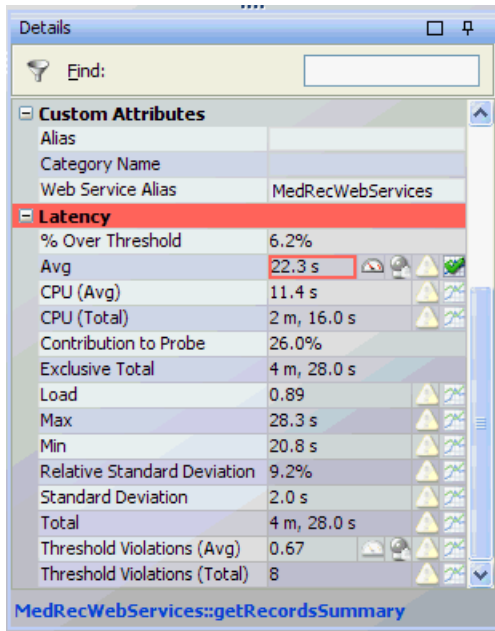 Details
Find:
Custom Attributes
Alias
Category Name
Web Service Alias MedRecWebServices
Latency
% Over Threshold 6.2%
Avg 22.3 s
CPU (Avg) 11.4 s
CPU (Total) 2 m, 16.0 s
Contribution to Probe 26.0%
Exclusive Total 4 m, 28.0 s
Load 0.89
Max 28.3 s
Min 20.8 s
Relative Standard Deviation 9.2%
Standard Deviation 2.0 s
Total 4 m, 28.0 s
Threshold Violations (Avg) 0.67
Threshold Violations (Total) 8
MedRecWebServices::getRecordsSummary